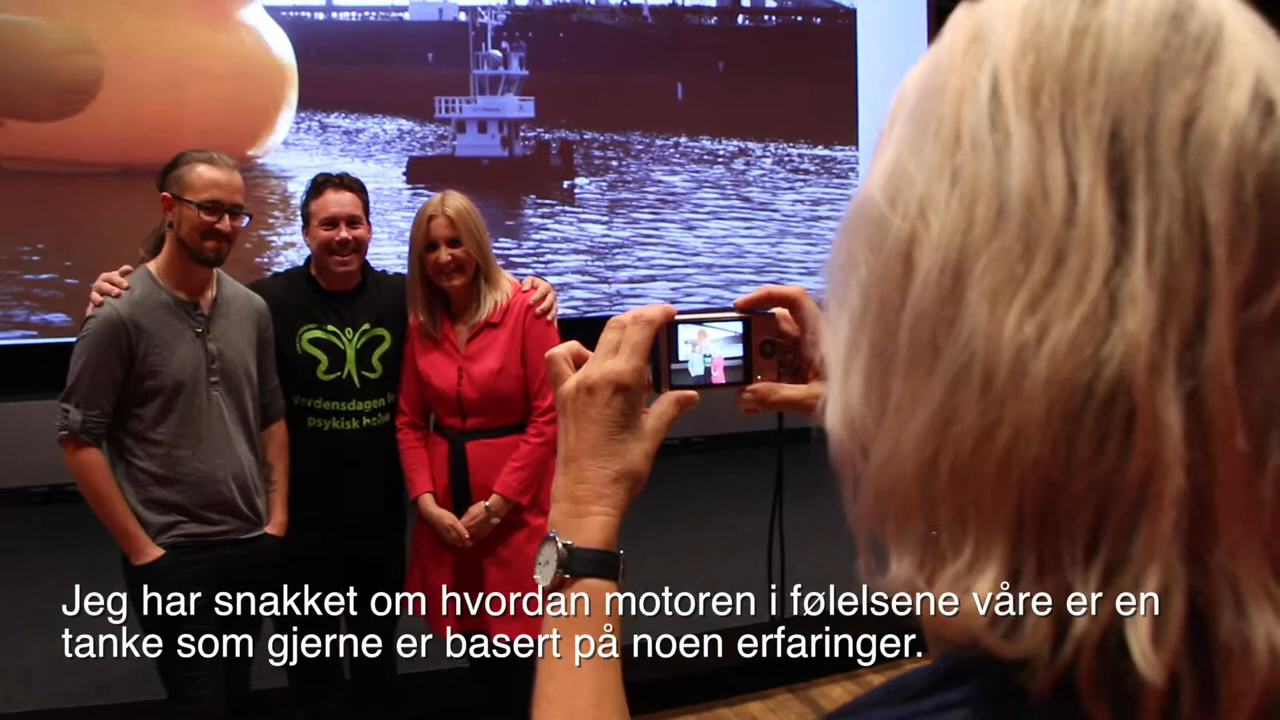 Verdensdagen
psykisk helse
Jeg har snakket om hvordan motoren i følelsene våre er en
tanke som gjerne er basert på noen erfaringer.